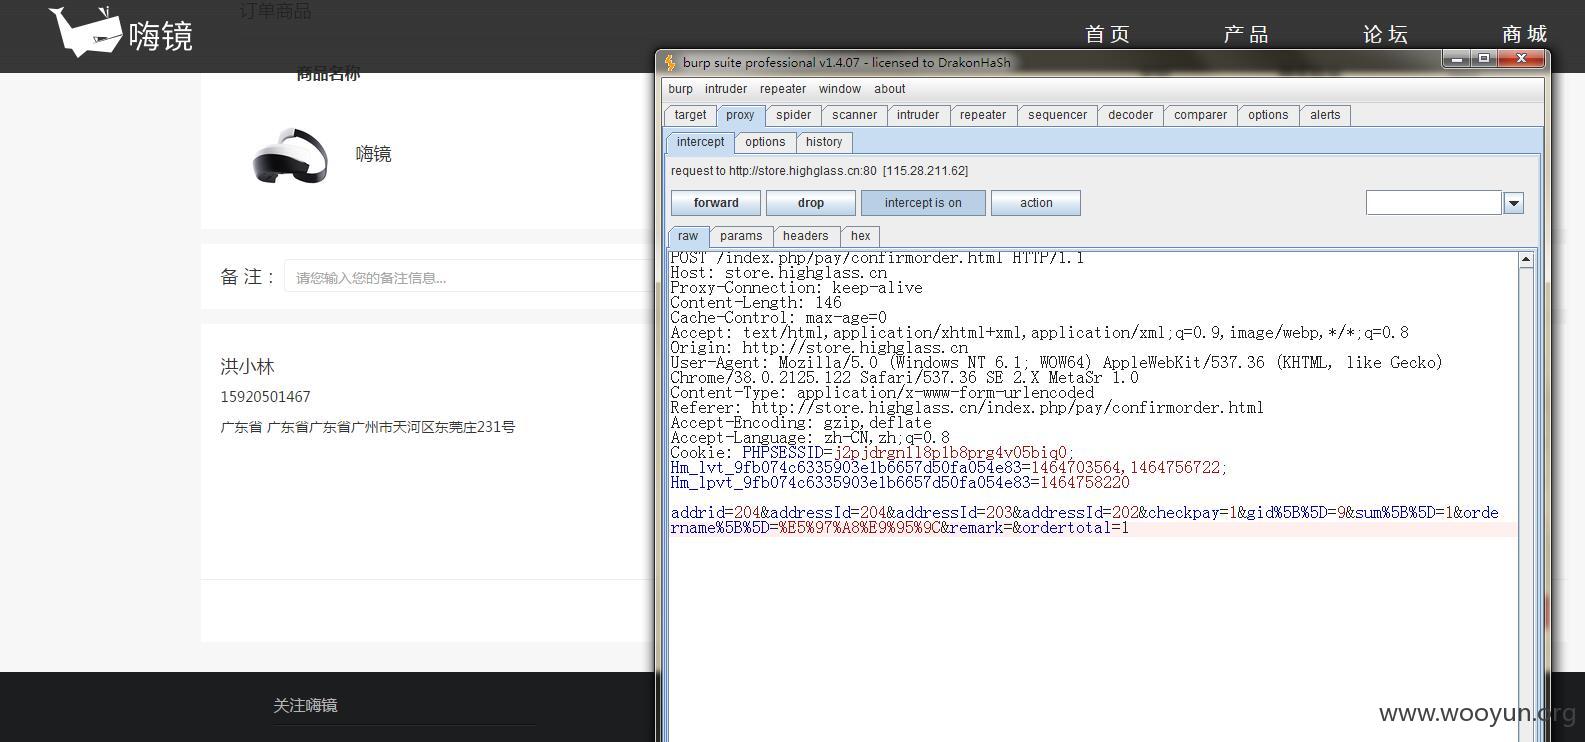 订单商品
嗨镜
首页 产品 论坛 商城
商品名称
嗨镜
备 注：
请您输入您的备注信息...
洪小林
15920501467
广东省 广东省广东省广州市天河区东莞庄231号
关注嗨镜
burp suite professional v1.4.07 - licensed to DrakonHaSh
burp intruder repeater window about
target proxy spider scanner intruder repeater sequencer decoder comparer options alerts
intercept options history
request to http://store.highglass.cn:80 [115.28.211.62]
forward drop intercept is on action
raw params headers hex
POST /index.php/pay/confirmorder.html HTTP/1.1
Host: store.highglass.cn
Proxy-Connection: keep-alive
Content-Length: 146
Cache-Control: max-age=0
Accept: text/html,application/xhtml+xml,application/xml;q=0.9,image/webp,*/*;q=0.8
Origin: http://store.highglass.cn
User-Agent: Mozilla/5.0 (Windows NT 6.1; WOW64) AppleWebKit/537.36 (KHTML, like Gecko)
Chrome/38.0.2125.122 Safari/537.36 SE 2.X MetaSr 1.0
Content-Type: application/x-www-form-urlencoded
Referer: http://store.highglass.cn/index.php/pay/confirmorder.html
Accept-Encoding: gzip,deflate
Accept-Language: zh-CN,zh;q=0.8
Cookie: PHPSESSID=j2pjdrgnll8p1b8prg4v05biq0;
Hm_lvt_9fb074c6335903e1b6657d50fa054e83=1464703564,1464756722;
Hm_lpvt_9fb074c6335903e1b6657d50fa054e83=1464758220
addrid=204&addressId=204&addressId=203&addressId=202&checkpay=1&gid%5B%5D=9&sum%5B%5D=1&orde
rname%5B%5D=%E5%97%A8%E9%95%9C&remark=&ordertotal=1
www.wooyun.org